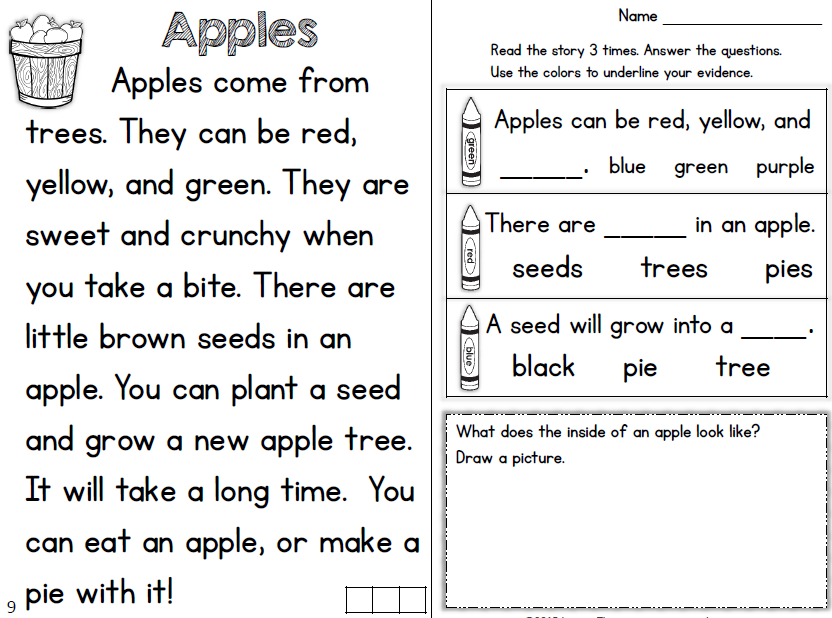 Apples
Apples come from
trees. They can be red,
yellow, and green. They are
sweet and crunchy when
you take a bite. There are
little brown seeds in an
apple. You can plant a seed
and grow a new apple tree.
It will take a long time. You
can eat an apple, or make a
pie with it!
9
Name ____________________
Read the story 3 times. Answer the questions.
Use the colors to underline your evidence.
green
Apples can be red, yellow, and
_____. blue green purple
red
There are _____ in an apple.
seeds trees pies
blue
A seed will grow into a ____.
black pie tree
What does the inside of an apple look like?
Draw a picture.